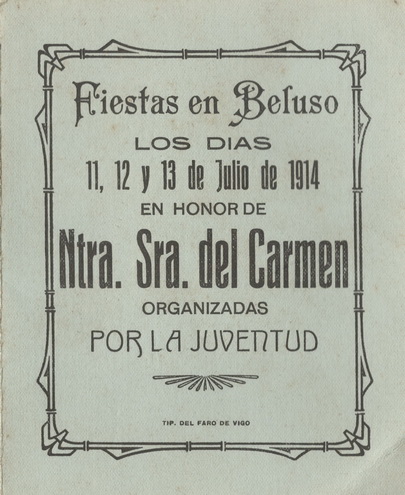 Fiestas en Beluso
LOS DIAS
11, 12 y 13 de Julio de 1914
EN HONOR DE
Ntra. Sra. del Carmen
ORGANIZADAS
POR LA JUVENTUD
TIP. DEL FARO DE VIGO